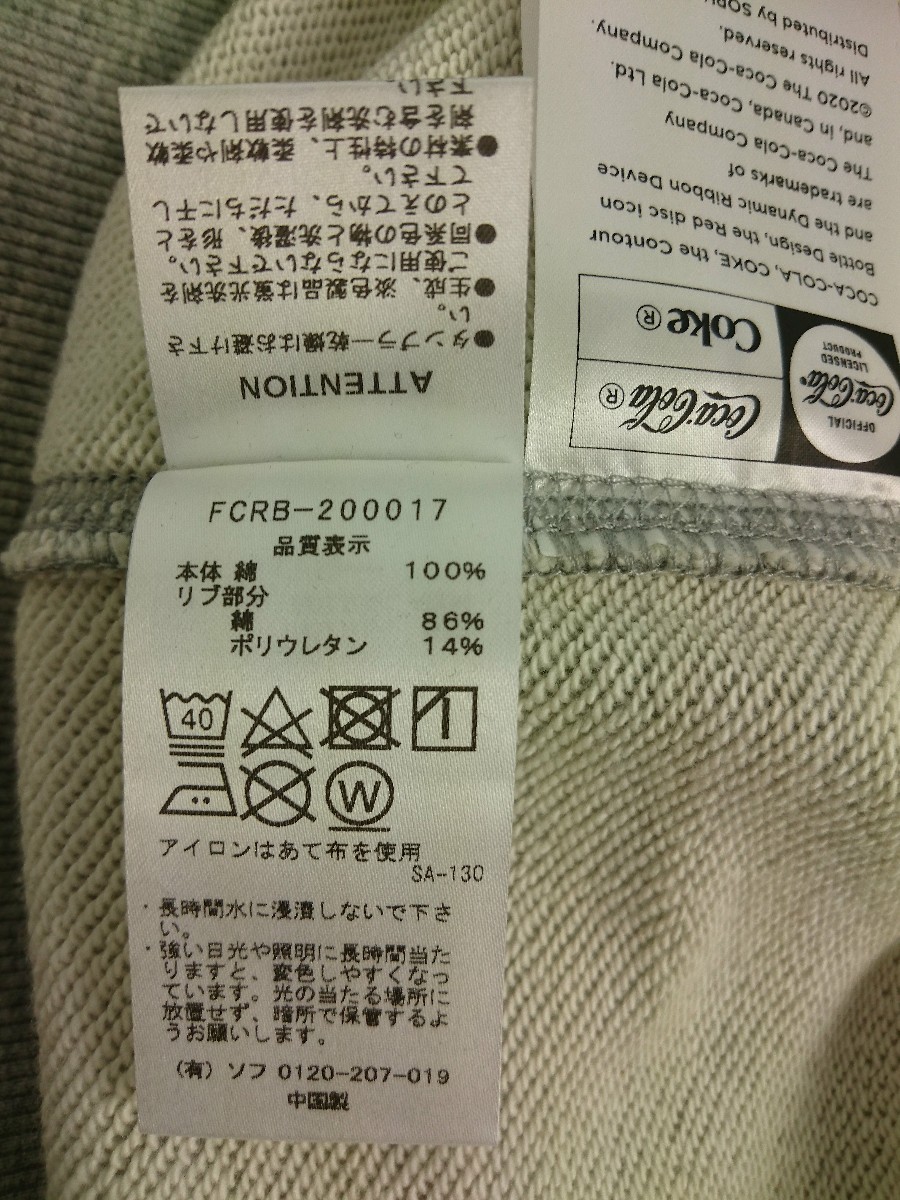 FCRB-200017
品質表示
本体 綿 100%
リブ部分
綿 86%
ポリウレタン 14%
40
W
アイロンはあて布を使用
SA-130
・長時間水に浸漬しないで下さ
い。
・強い日光や照明に長時間当た
りますと、変色しやすくなっ
ています。光の当たる場所に
放置せず、暗所で保管するよ
うお願いします。
(有) ソフ 0120-207-019
中国製
ATTENTION
●タンブラー乾燥はお避け下さ
い。
●生成、淡色製品は蛍光洗剤を
ご使用にならないで下さい。
●同系色の物と洗濯後、形をと
とのえてから、ただちに干し
て下さい。
●素材の特性上、柔軟剤や柔軟
剤を含む洗剤を使用しないで
下さい
OFFICIAL
Coca-Cola®
LICENSED
PRODUCT
Coca-Cola®
Coke®
COCA-COLA, COKE, the Contour
Bottle Design, the Red disc icon
and the Dynamic Ribbon Device
are trademarks of
The Coca-Cola Company
and, in Canada, Coca-Cola Ltd.
©2020 The Coca-Cola Company.
All rights reserved.
Distributed by